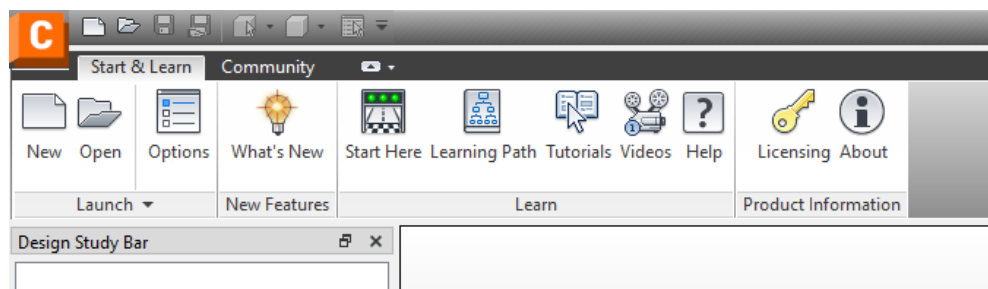 C
Start & Learn Community
New Open Options What's New Start Here Learning Path Tutorials Videos Help Licensing About
Launch New Features Learn Product Information
Design Study Bar